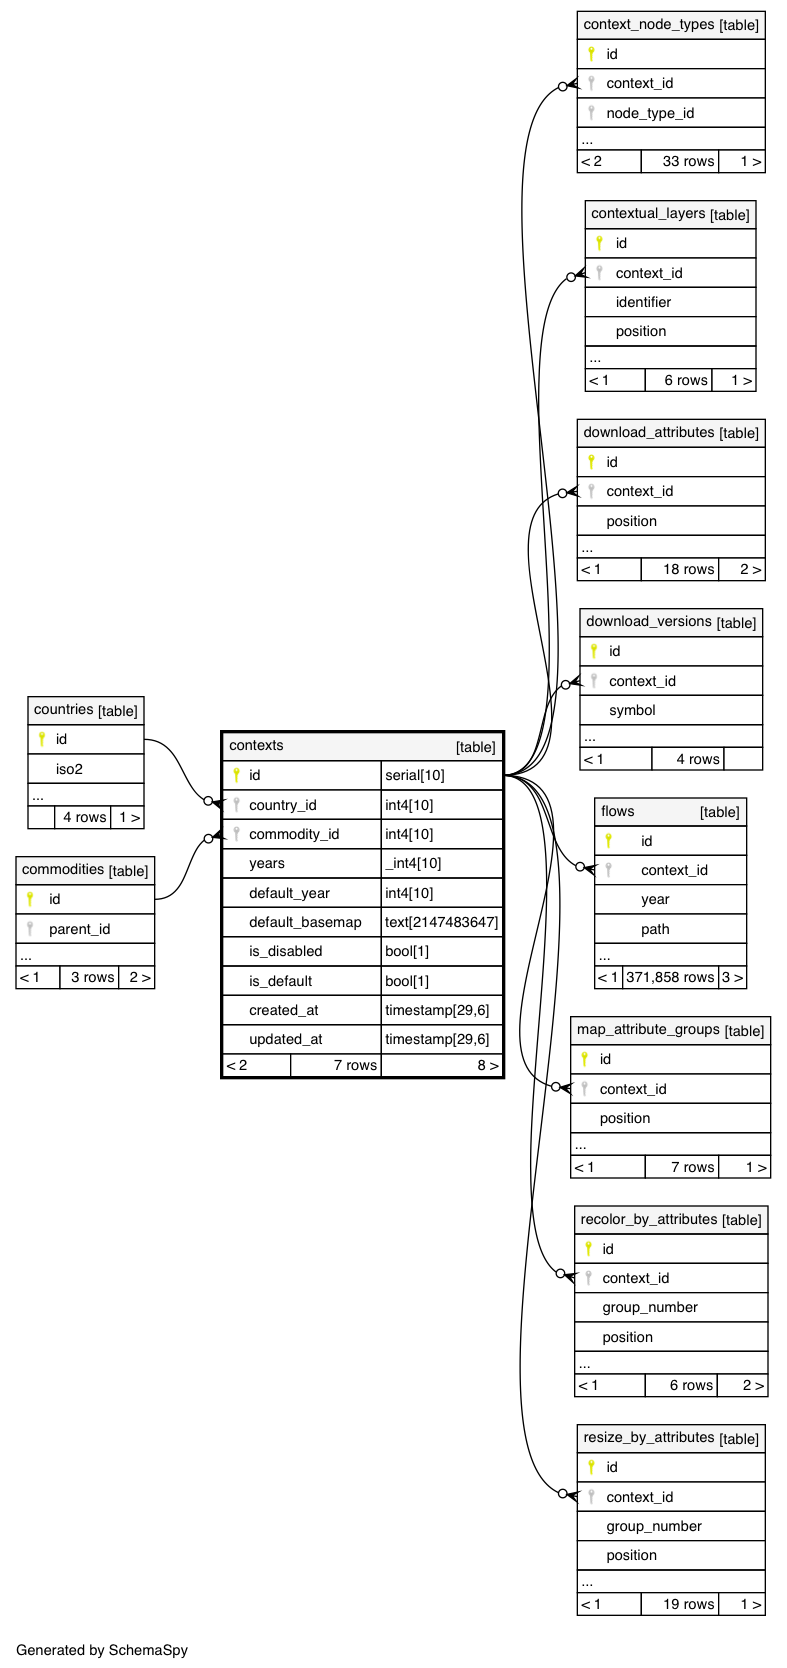 context_node_types [table]
id
context_id
node_type_id
...
< 2 33 rows 1 >
contextual_layers [table]
id
context_id
identifier
position
...
< 1 6 rows 1 >
download_attributes [table]
id
context_id
position
...
< 1 18 rows 2 >
download_versions [table]
id
context_id
symbol
...
< 1 4 rows
countries [table]
id
iso2
...
4 rows 1 >
commodities [table]
id
parent_id
...
< 1 3 rows 2 >
contexts [table]
id serial[10]
country_id int4[10]
commodity_id int4[10]
years _int4[10]
default_year int4[10]
default_basemap text[2147483647]
is_disabled bool[1]
is_default bool[1]
created_at timestamp[29,6]
updated_at timestamp[29,6]
< 2 7 rows 8 >
flows [table]
id
context_id
year
path
...
< 1 371,858 rows 3 >
map_attribute_groups [table]
id
context_id
position
...
< 1 7 rows 1 >
recolor_by_attributes [table]
id
context_id
group_number
position
...
< 1 6 rows 2 >
resize_by_attributes [table]
id
context_id
group_number
position
...
< 1 19 rows 1 >
Generated by SchemaSpy